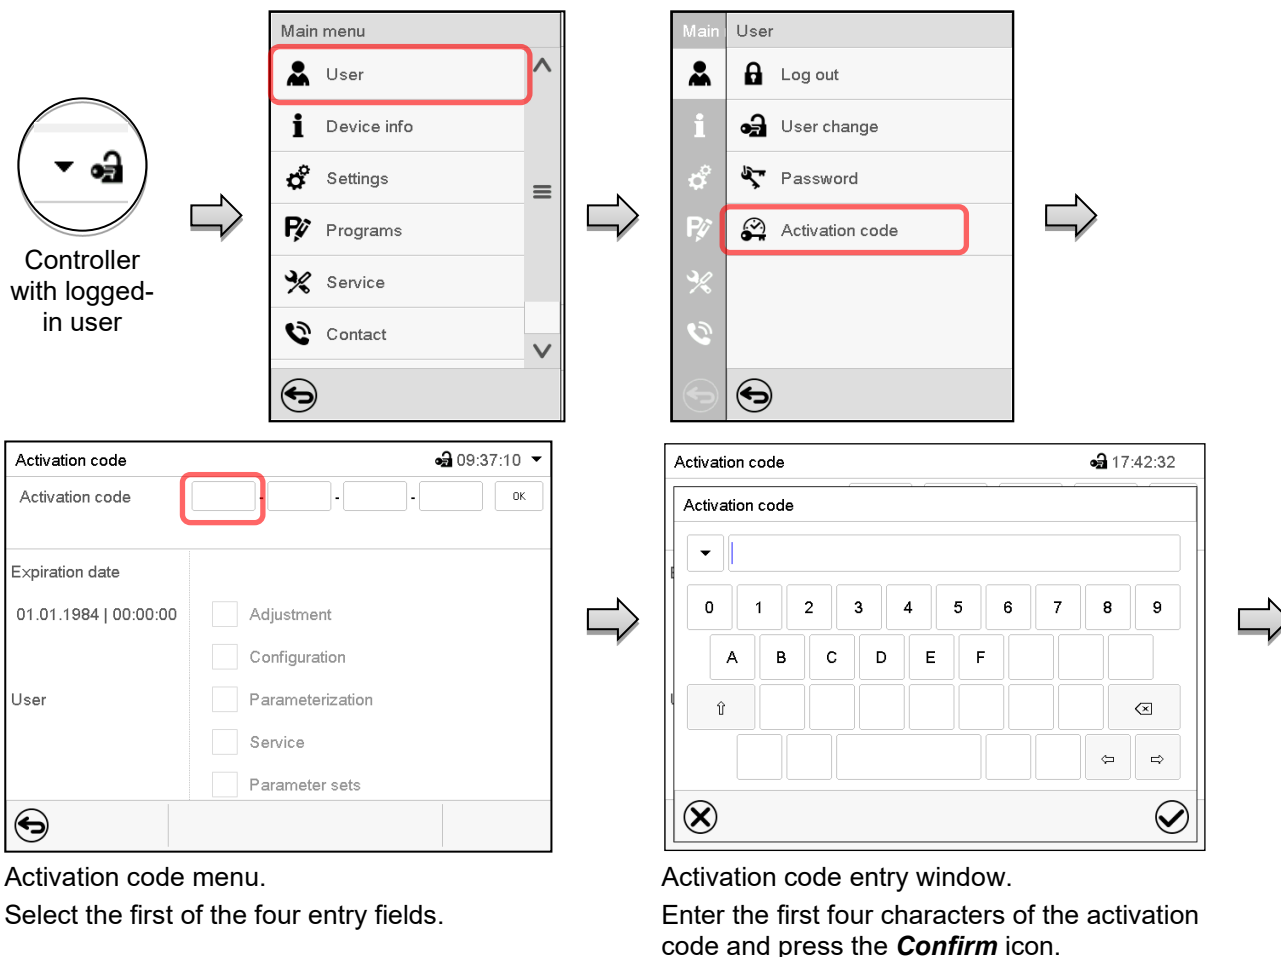 Main menu
User
Device info
Settings
Programs
Service
Contact
Main
User
Log out
User change
Password
Activation code
Controller
with logged-
in user
Activation code
09:37:10
Activation code
- - -
OK
Expiration date
01.01.1984 | 00:00:00
Adjustment
Configuration
User
Parameterization
Service
Parameter sets
Activation code
17:42:32
Activation code
0 1 2 3 4 5 6 7 8 9
A B C D E F
Activation code menu.
Select the first of the four entry fields.
Activation code entry window.
Enter the first four characters of the activation
code and press the Confirm icon.